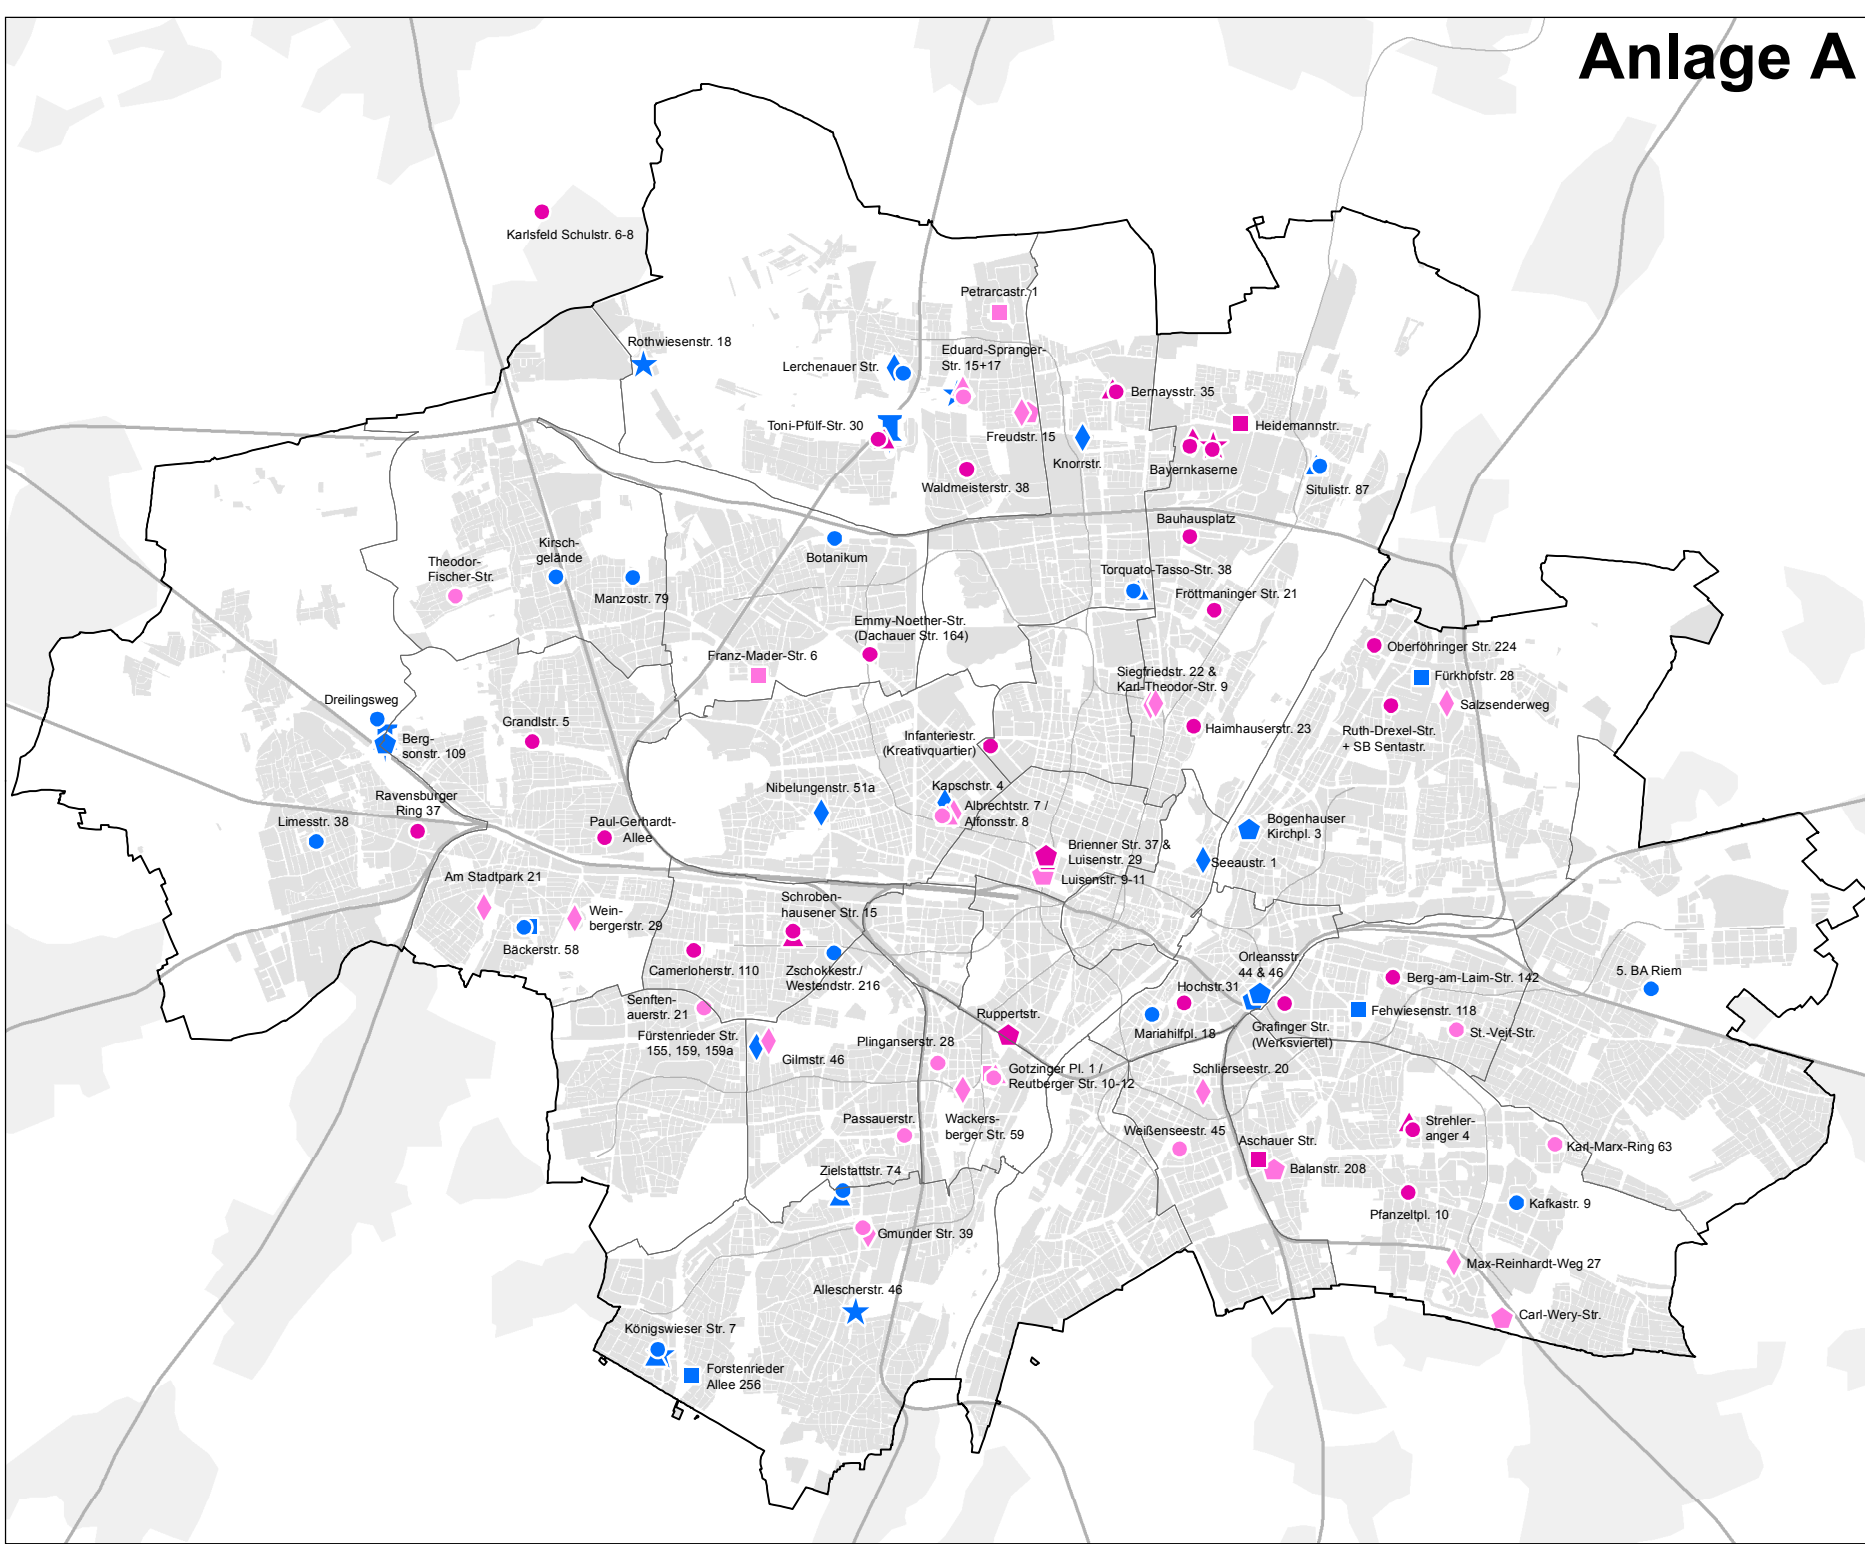 Anlage A
Karlsfeld Schulstr. 6-8
Petrarcastr. 1
Rothwiesenstr. 18
Eduard-Spranger-
Str. 15+17
Lerchenauer Str.
Bernaysstr. 35
Toni-Pfülf-Str. 30
Heidemannstr.
Freudstr. 15
Knorrstr.
Bayernkaserne
Waldmeisterstr. 38
Situlistr. 87
Bauhausplatz
Kirsch-
gelände
Botanikum
Theodor-
Fischer-Str.
Torquato-Tasso-Str. 38
Manzostr. 79
Fröttmaninger Str. 21
Emmy-Noether-Str.
(Dachauer Str. 164)
Franz-Mader-Str. 6
Oberföhringer Str. 224
Siegfriedstr. 22 &
Karl-Theodor-Str. 9
Fürkhofstr. 28
Dreilingsweg
Salzsenderweg
Grandlstr. 5
Haimhauserstr. 23
Ruth-Drexel-Str.
+ SB Sentastr.
Infanteriestr.
(Kreativquartier)
Berg-
sonstr. 109
Nibelungenstr. 51a
Kapschstr. 4
Ravensburger
Ring 37
Albrechtstr. 7 /
Alfonsstr. 8
Limesstr. 38
Paul-Gerhardt-
Allee
Bogenhauser
Kirchpl. 3
Brienner Str. 37 &
Luisenstr. 29
Seeaustr. 1
Luisenstr. 9-11
Am Stadtpark 21
Schroben-
hausener Str. 15
Wein-
bergerstr. 29
Bäckerstr. 58
Camerloherstr. 110
Zschokkestr./
Westendstr. 216
Orleansstr.
44 & 46
Berg-am-Laim-Str. 142
5. BA Riem
Hochstr.31
Senften-
auerstr. 21
Ruppertstr.
Fehwiesenstr. 118
Mariahilfpl. 18
Grafinger Str.
(Werksviertel)
St.-Veit-Str.
Fürstenrieder Str.
155, 159, 159a
Gilmstr. 46
Plinganserstr. 28
Gotzinger Pl. 1 /
Reutberger Str. 10-12
Schlierseestr. 20
Passauerstr.
Wackers-
berger Str. 59
Weißenseestr. 45
Strehler-
anger 4
Aschauer Str.
Karl-Marx-Ring 63
Zielstattstr. 74
Balanstr. 208
Pfanzeltpl. 10
Kafkastr. 9
Gmunder Str. 39
Max-Reinhardt-Weg 27
Allescherstr. 46
Carl-Wery-Str.
Königswieser Str. 7
Forstenrieder
Allee 256